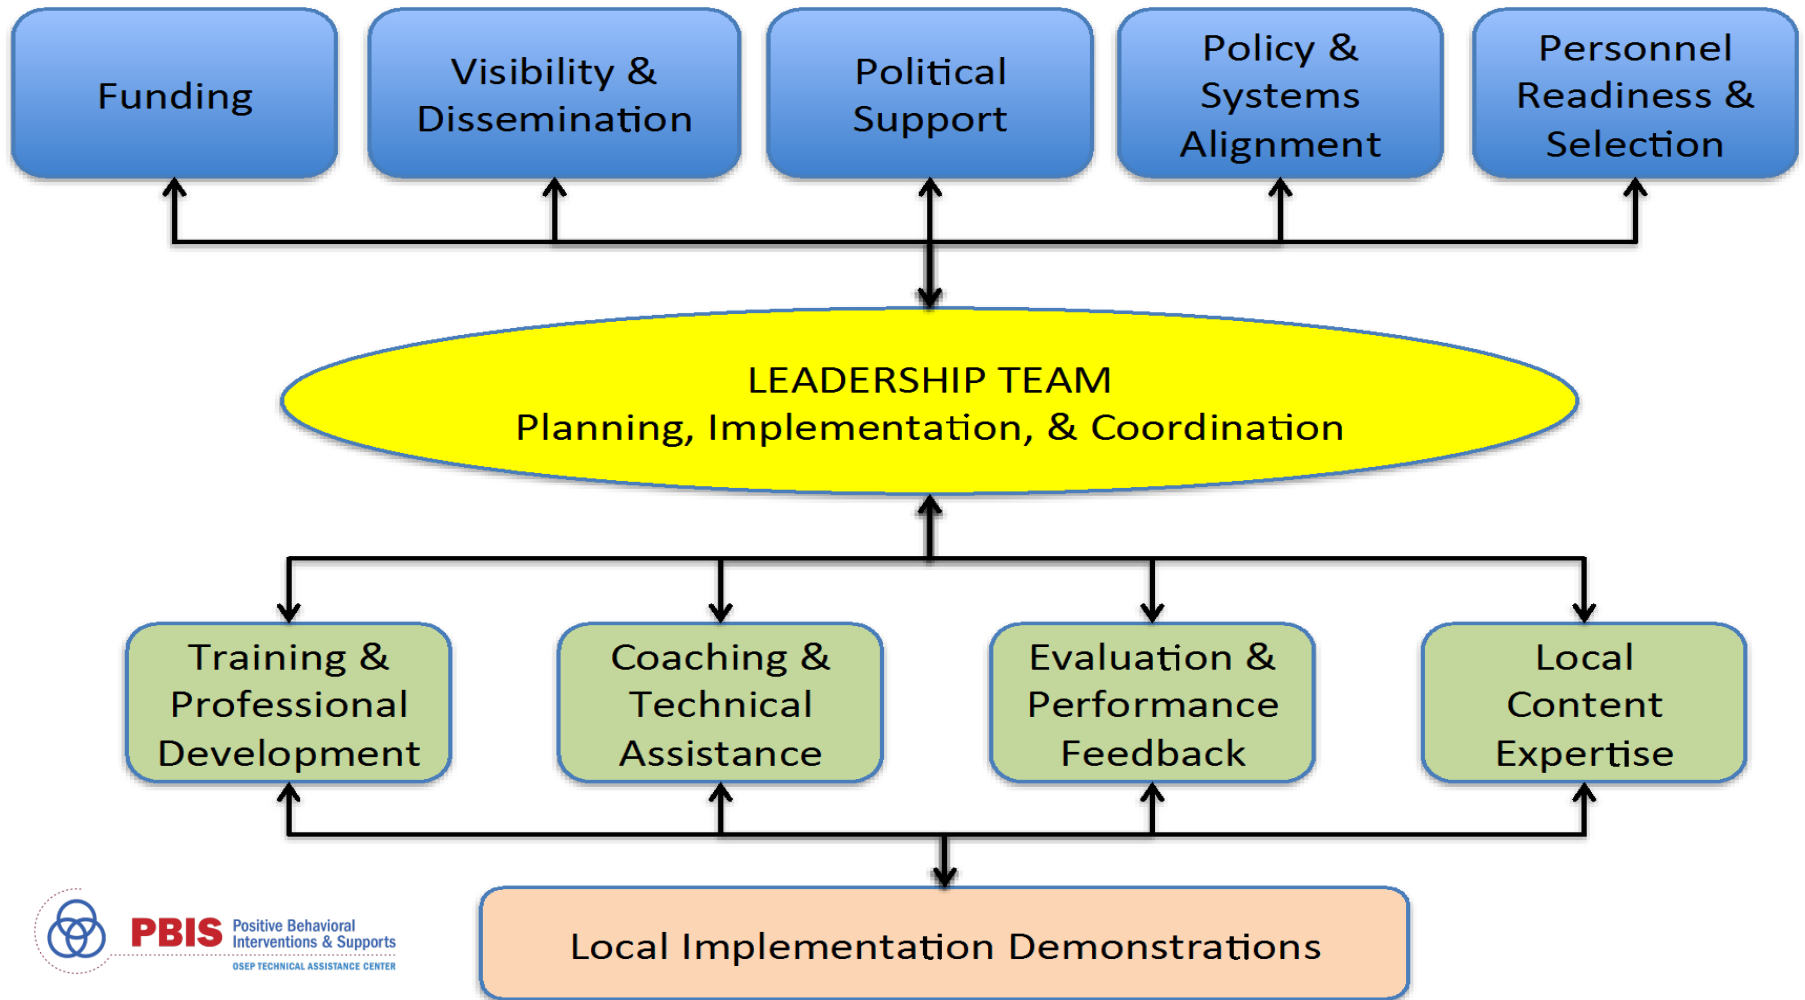 Funding
Visibility &
Dissemination
Political
Support
Policy &
Systems
Alignment
Personnel
Readiness &
Selection
LEADERSHIP TEAM
Planning, Implementation, & Coordination
Training &
Professional
Development
Coaching &
Technical
Assistance
Evaluation &
Performance
Feedback
Local
Content
Expertise
Local Implementation Demonstrations
PBIS
Positive Behavioral
Interventions & Supports
OSEP TECHNICAL ASSISTANCE CENTER